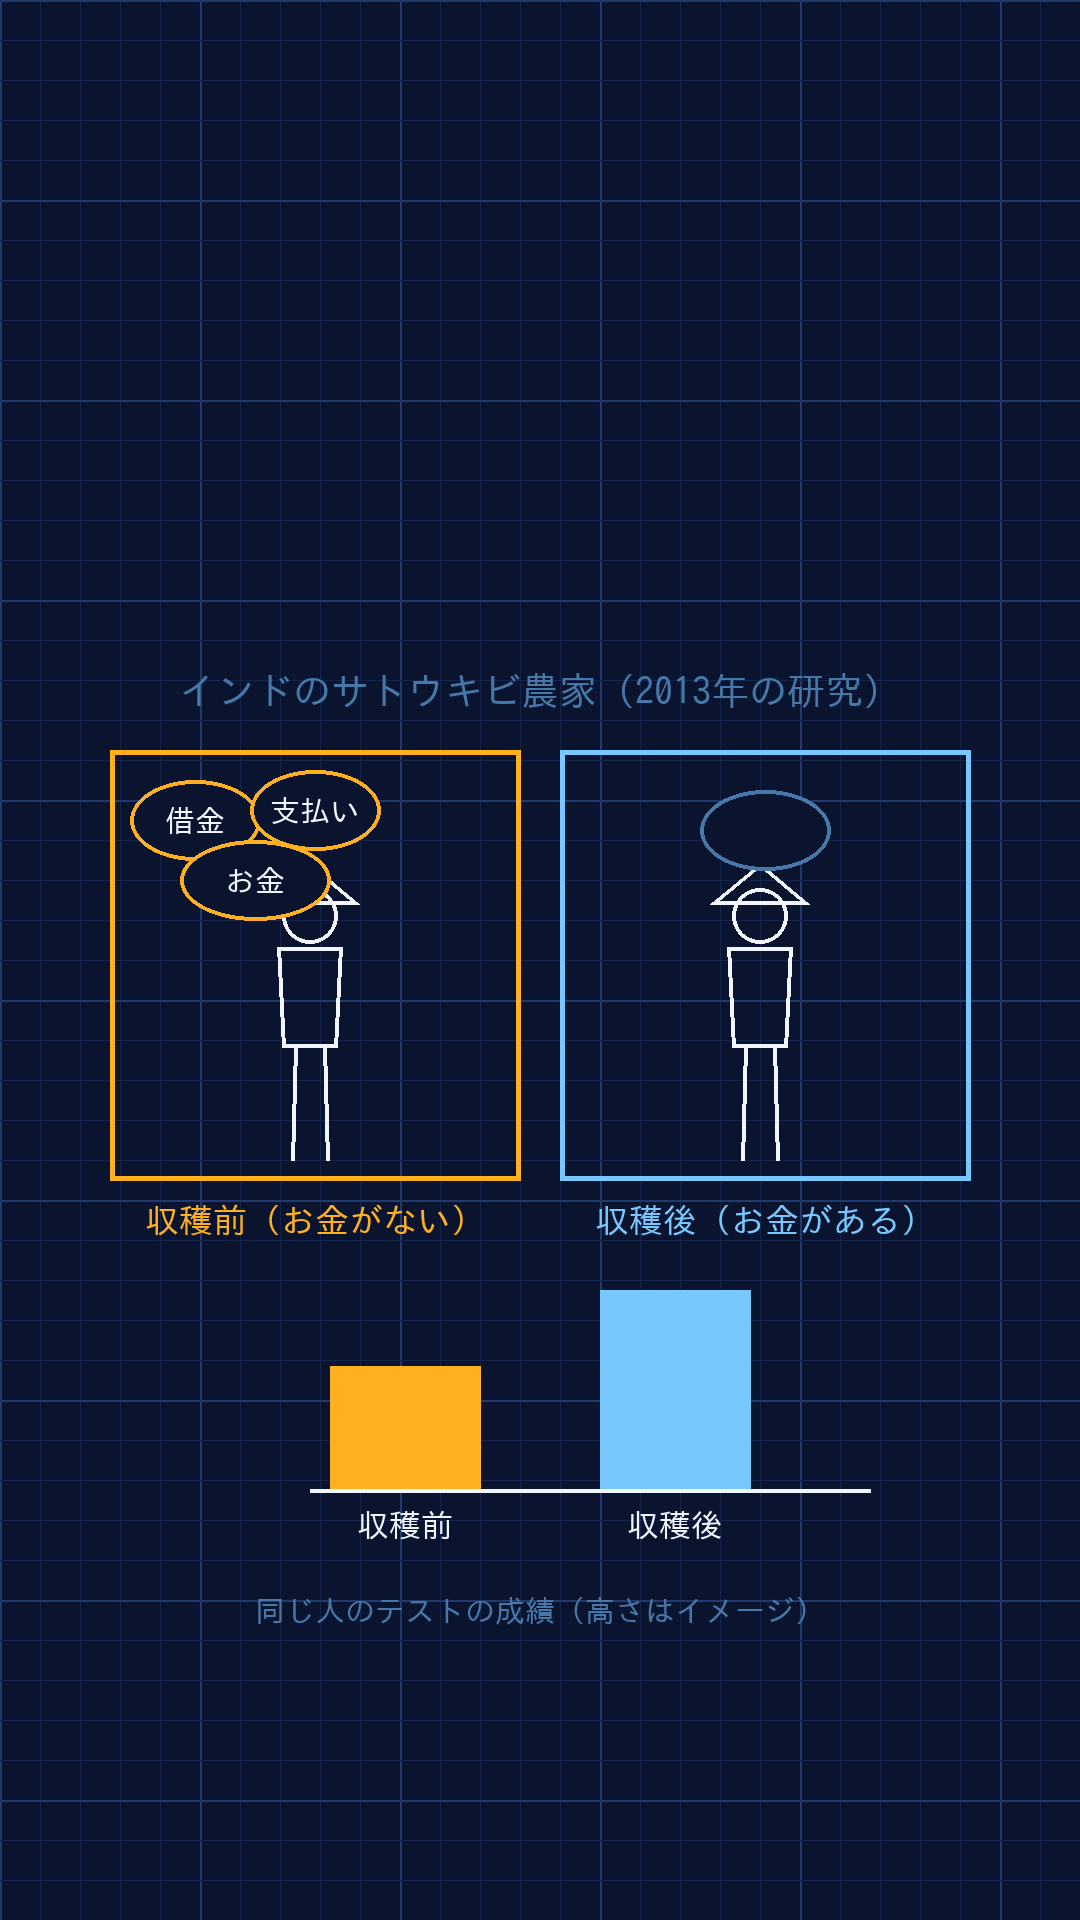 インドのサトウキビ農家（2013年の研究）
借金
支払い
お金
収穫前（お金がない）
収穫後（お金がある）
収穫前
収穫後
同じ人のテストの成績（高さはイメージ）